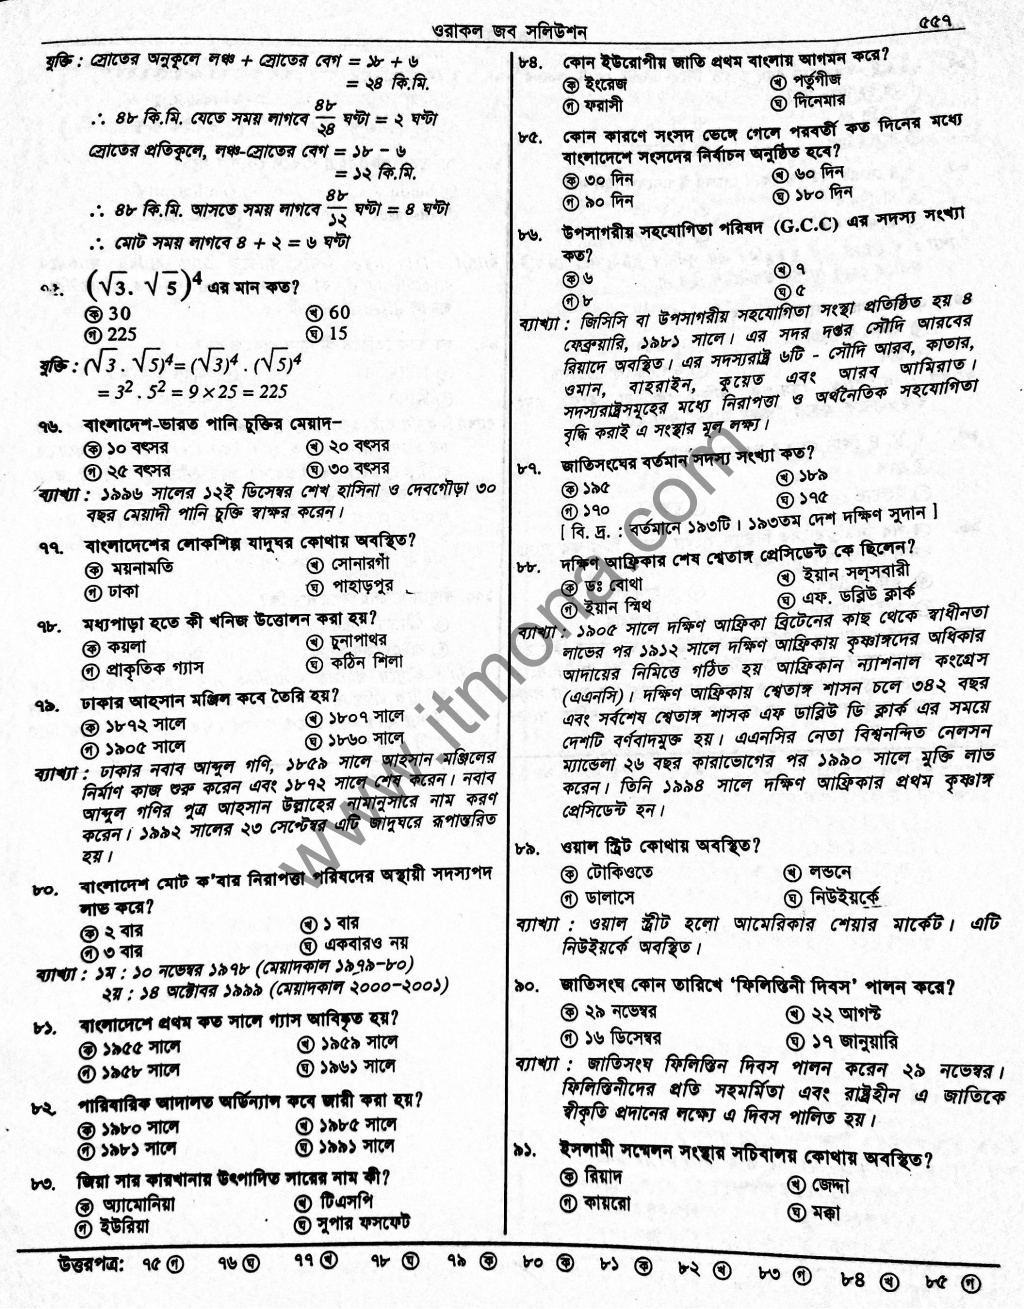 ওরাকল জব সলিউশন
৫৫৭
যুক্তি : স্রোতের অনুকূলে লঞ্চ + স্রোতের বেগ = ১৮ + ৬
= ২৪ কি.মি.
∴ ৪৮ কি.মি. যেতে সময় লাগবে ৪৮/২৪ ঘণ্টা = ২ ঘণ্টা
স্রোতের প্রতিকূলে, লঞ্চ-স্রোতের বেগ = ১৮ − ৬
= ১২ কি.মি.
∴ ৪৮ কি.মি. আসতে সময় লাগবে ৪৮/১২ ঘণ্টা = ৪ ঘণ্টা
∴ মোট সময় লাগবে ৪ + ২ = ৬ ঘণ্টা
(√3. √5)⁴ এর মান কত?
ক 30 খ 60
গ 225 ঘ 15
যুক্তি : (√3 . √5)⁴ = (√3)⁴ . (√5)⁴
= 3² . 5² = 9 × 25 = 225
৭৬. বাংলাদেশ-ভারত পানি চুক্তির মেয়াদ–
ক ১০ বৎসর খ ২০ বৎসর
গ ২৫ বৎসর ঘ ৩০ বৎসর
ব্যাখ্যা : ১৯৯৬ সালের ১২ই ডিসেম্বর শেখ হাসিনা ও দেবগৌড়া ৩০
বছর মেয়াদী পানি চুক্তি স্বাক্ষর করেন।
৭৭. বাংলাদেশের লোকশিল্প যাদুঘর কোথায় অবস্থিত?
ক ময়নামতি খ সোনারগাঁ
গ ঢাকা ঘ পাহাড়পুর
৭৮. মধ্যপাড়া হতে কী খনিজ উত্তোলন করা হয়?
ক কয়লা খ চুনাপাথর
গ প্রাকৃতিক গ্যাস ঘ কঠিন শিলা
৭৯. ঢাকার আহসান মঞ্জিল কবে তৈরি হয়?
ক ১৮৭২ সালে খ ১৮০৭ সালে
গ ১৯০৫ সালে ঘ ১৮৬০ সালে
ব্যাখ্যা : ঢাকার নবাব আব্দুল গণি, ১৮৫৯ সালে আহসান মঞ্জিলের
নির্মাণ কাজ শুরু করেন এবং ১৮৭২ সালে শেষ করেন। নবাব
আব্দুল গণির পুত্র আহসান উল্লাহের নামানুসারে নাম করণ
করেন। ১৯৯২ সালের ২৩ সেপ্টেম্বর এটি জাদুঘরে রূপান্তরিত
হয়।
৮০. বাংলাদেশ মোট ক'বার নিরাপত্তা পরিষদের অস্থায়ী সদস্যপদ
লাভ করে?
ক ২ বার খ ১ বার
গ ৩ বার ঘ একবারও নয়
ব্যাখ্যা : ১ম : ১০ নভেম্বর ১৯৭৮ (মেয়াদকাল ১৯৭৯-৮০)
২য় : ১৪ অক্টোবর ১৯৯৯ (মেয়াদকাল ২০০০-২০০১)
৮১. বাংলাদেশে প্রথম কত সালে গ্যাস আবিষ্কৃত হয়?
ক ১৯৫৫ সালে খ ১৯৫৯ সালে
গ ১৯৫৮ সালে ঘ ১৯৬১ সালে
৮২. পারিবারিক আদালত অর্ডিন্যান্স কবে জারী করা হয়?
ক ১৯৮০ সালে খ ১৯৮৫ সালে
গ ১৯৮১ সালে ঘ ১৯৯১ সালে
৮৩. জিয়া সার কারখানায় উৎপাদিত সারের নাম কী?
ক অ্যামোনিয়া খ টিএসপি
গ ইউরিয়া ঘ সুপার ফসফেট
৮৪. কোন ইউরোপীয় জাতি প্রথম বাংলায় আগমন করে?
ক ইংরেজ খ পর্তুগীজ
গ ফরাসী ঘ দিনেমার
৮৫. কোন কারণে সংসদ ভেঙ্গে গেলে পরবর্তী কত দিনের মধ্যে
বাংলাদেশে সংসদের নির্বাচন অনুষ্ঠিত হবে?
ক ৩০ দিন খ ৬০ দিন
গ ৯০ দিন ঘ ১৮০ দিন
৮৬. উপসাগরীয় সহযোগিতা পরিষদ (G.C.C) এর সদস্য সংখ্যা
কত?
ক ৬ খ ৭
গ ৮ ঘ ৫
ব্যাখ্যা : জিসিসি বা উপসাগরীয় সহযোগিতা সংস্থা প্রতিষ্ঠিত হয় ৪
ফেব্রুয়ারি, ১৯৮১ সালে। এর সদর দপ্তর সৌদি আরবের
রিয়াদে অবস্থিত। এর সদস্যরাষ্ট্র ৬টি - সৌদি আরব, কাতার,
ওমান, বাহরাইন, কুয়েত এবং আরব আমিরাত।
সদস্যরাষ্ট্রসমূহের মধ্যে নিরাপত্তা ও অর্থনৈতিক সহযোগিতা
বৃদ্ধি করাই এ সংস্থার মূল লক্ষ্য।
৮৭. জাতিসংঘের বর্তমান সদস্য সংখ্যা কত?
ক ১৯৫ খ ১৮৯
গ ১৭০ ঘ ১৭৫
[ বি. দ্র. : বর্তমানে ১৯৩টি। ১৯৩তম দেশ দক্ষিণ সুদান ]
৮৮. দক্ষিণ আফ্রিকার শেষ শ্বেতাঙ্গ প্রেসিডেন্ট কে ছিলেন?
ক ডঃ বোথা খ ইয়ান সল্সবারী
গ ইয়ান স্মিথ ঘ এফ. ডব্লিউ ক্লার্ক
ব্যাখ্যা : ১৯০৫ সালে দক্ষিণ আফ্রিকা ব্রিটেনের কাছ থেকে স্বাধীনতা
লাভের পর ১৯১২ সালে দক্ষিণ আফ্রিকায় কৃষ্ণাঙ্গদের অধিকার
আদায়ের নিমিত্তে গঠিত হয় আফ্রিকান ন্যাশনাল কংগ্রেস
(এএনসি)। দক্ষিণ আফ্রিকায় শ্বেতাঙ্গ শাসন চলে ৩৪২ বছর
এবং সর্বশেষ শ্বেতাঙ্গ শাসক এফ ডাব্লিউ ডি ক্লার্ক এর সময়ে
দেশটি বর্ণবাদমুক্ত হয়। এএনসির নেতা বিশ্বনন্দিত নেলসন
ম্যান্ডেলা ২৬ বছর কারাভোগের পর ১৯৯০ সালে মুক্তি লাভ
করেন। তিনি ১৯৯৪ সালে দক্ষিণ আফ্রিকার প্রথম কৃষ্ণাঙ্গ
প্রেসিডেন্ট হন।
৮৯. ওয়াল স্ট্রিট কোথায় অবস্থিত?
ক টোকিওতে খ লন্ডনে
গ ডালাসে ঘ নিউইয়র্কে
ব্যাখ্যা : ওয়াল স্ট্রীট হলো আমেরিকার শেয়ার মার্কেট। এটি
নিউইয়র্কে অবস্থিত।
৯০. জাতিসংঘ কোন তারিখে ‘ফিলিস্তিনী দিবস’ পালন করে?
ক ২৯ নভেম্বর খ ২২ আগস্ট
গ ১৬ ডিসেম্বর ঘ ১৭ জানুয়ারি
ব্যাখ্যা : জাতিসংঘ ফিলিস্তিন দিবস পালন করেন ২৯ নভেম্বর।
ফিলিস্তিনীদের প্রতি সহমর্মিতা এবং রাষ্ট্রহীন এ জাতিকে
স্বীকৃতি প্রদানের লক্ষ্যে এ দিবস পালিত হয়।
৯১. ইসলামী সম্মেলন সংস্থার সচিবালয় কোথায় অবস্থিত?
ক রিয়াদ খ জেদ্দা
গ কায়রো ঘ মক্কা
উত্তরপত্র: ৭৫ গ ৭৬ ঘ ৭৭ খ ৭৮ ঘ ৭৯ ক ৮০ ক ৮১ ক ৮২ খ ৮৩ গ ৮৪ খ ৮৫ গ
www.itmona.com